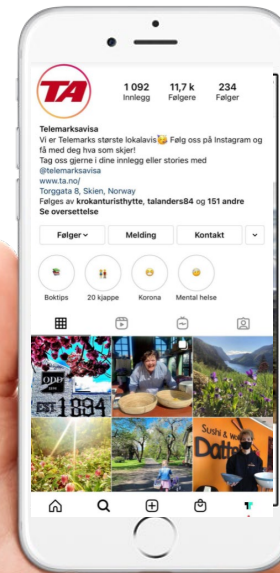 TA
1 092 11,7 k 234
Innlegg Følgere Følger
Telemarksavisa
Vi er Telemarks største lokalavis🥳 Følg oss på Instagram og
få med deg hva som skjer!
Tag oss gjerne i dine innlegg eller stories med
@telemarksavisa
www.ta.no/
Torggata 8, Skien, Norway
Følges av krokanturisthytte, talanders84 og 151 andre
Se oversettelse
Følger Melding Kontakt
Boktips 20 kjappe Korona Mental helse
ODD
EST 1894
Sushi & Wok